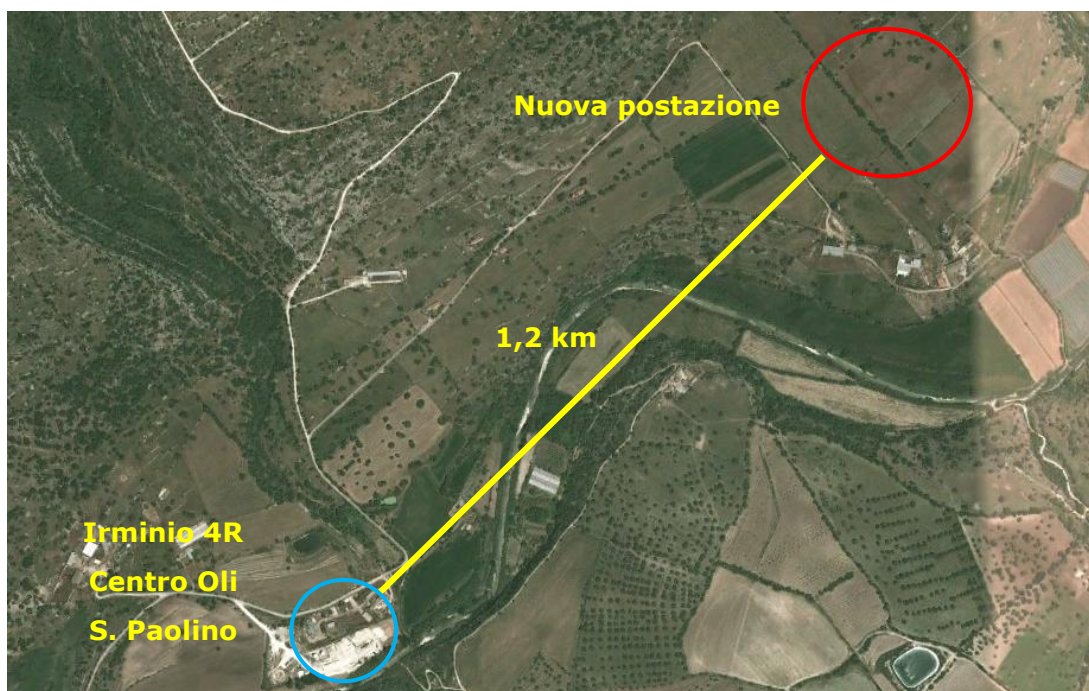 Nuova postazione
1,2 km
Irminio 4R
Centro Oli
S. Paolino